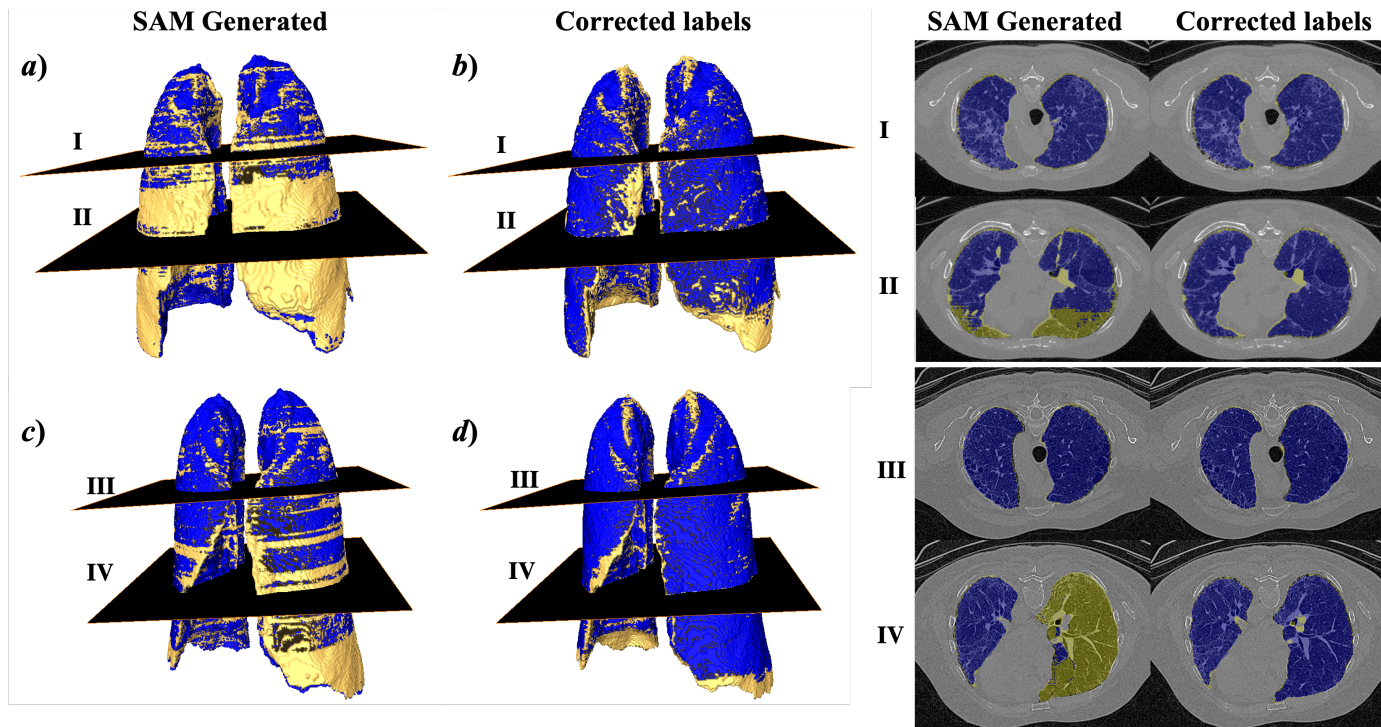 SAM Generated Corrected labels
a) b)
I I
II II
c) d)
III III
IV IV
SAM Generated Corrected labels
I
II
III
IV